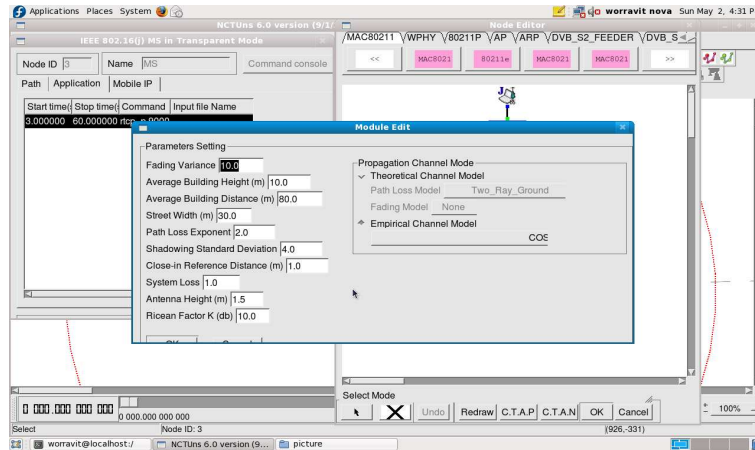 Applications Places System worravit nova Sun May 2, 4:31 P
NCTUns 6.0 version (9/1/
Node Editor
IEEE 802.16(j) MS in Transparent Mode
MAC80211 WPHY 80211P AP ARP DVB_S2_FEEDER DVB_S
Node ID 3 Name MS Command console
<< MAC8021 80211e MAC8021 MAC8021 >>
Path Application Mobile IP
Start time( Stop time( Command Input file Name
3.000000 60.000000 rtcp -p 9000
Module Edit
Parameters Setting
Fading Variance 10.0
Average Building Height (m) 10.0
Average Building Distance (m) 80.0
Street Width (m) 30.0
Path Loss Exponent 2.0
Shadowing Standard Deviation 4.0
Close-in Reference Distance (m) 1.0
System Loss 1.0
Antenna Height (m) 1.5
Ricean Factor K (db) 10.0
Propagation Channel Mode
Theoretical Channel Model
Path Loss Model Two_Ray_Ground
Fading Model None
Empirical Channel Model
COS
Select Mode
Undo Redraw C.T.A.P C.T.A.N OK Cancel
0 000.000 000 000
0 000.000 000 000
100%
Select Node ID: 3 (926,-331)
worravit@localhost:/ NCTUns 6.0 version (9... picture